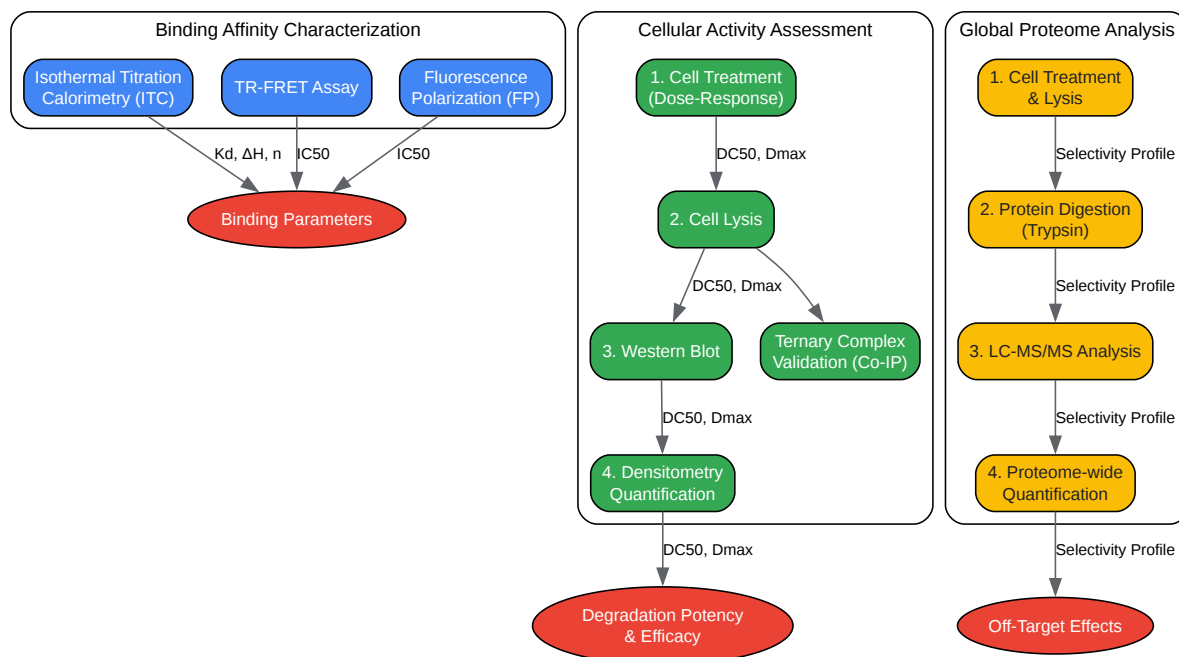 Binding Affinity Characterization
Isothermal Titration
Calorimetry (ITC)
TR-FRET Assay
Fluorescence
Polarization (FP)
Kd, ΔH, n
IC50
IC50
Binding Parameters
Cellular Activity Assessment
1. Cell Treatment
(Dose-Response)
DC50, Dmax
2. Cell Lysis
DC50, Dmax
3. Western Blot
Ternary Complex
Validation (Co-IP)
DC50, Dmax
4. Densitometry
Quantification
DC50, Dmax
Degradation Potency
& Efficacy
Global Proteome Analysis
1. Cell Treatment
& Lysis
Selectivity Profile
2. Protein Digestion
(Trypsin)
Selectivity Profile
3. LC-MS/MS Analysis
Selectivity Profile
4. Proteome-wide
Quantification
Selectivity Profile
Off-Target Effects